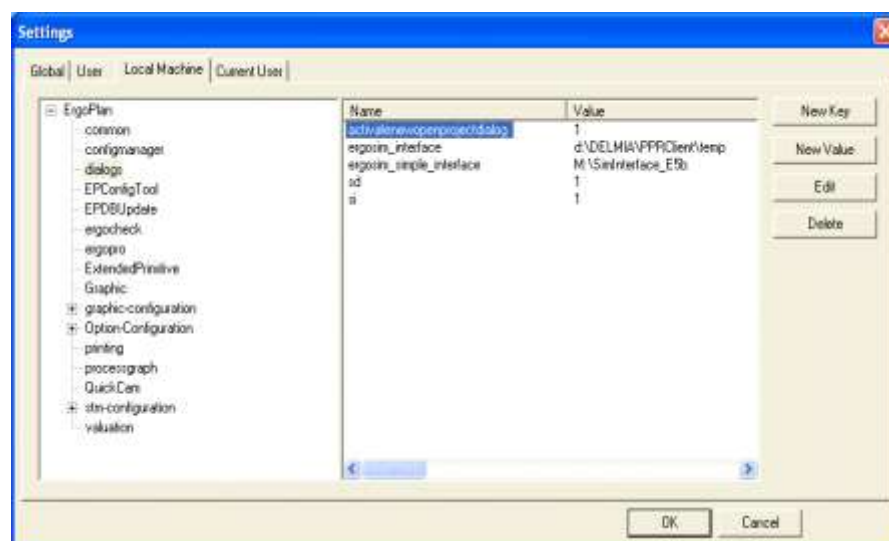 Settings
Global User Local Machine Current User
ErgoPlan
common
configmanager
dialogs
EPConfigTool
EPDBUpdate
ergocheck
ergopro
ExtendedPrimitive
Graphic
graphic-configuration
Option-Configuration
printing
processgraph
QuickCam
stm-configuration
valuation
Name Value
activatenewopenprojectdialog 1
ergosim_interface d:\DELMIA\PPRClient\temp
ergosim_simple_interface M:\SimInterface_E5b
sd 1
si 1
New Key
New Value
Edit
Delete
OK Cancel